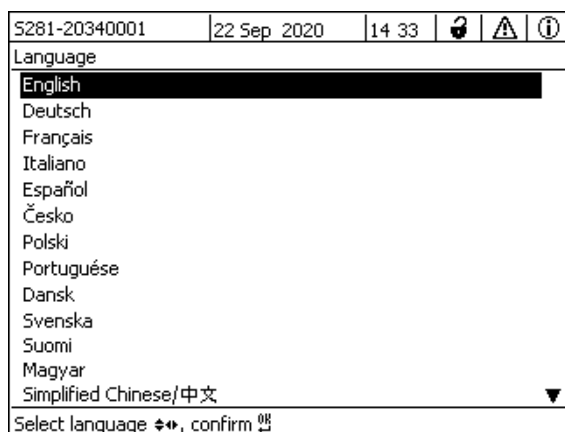 S281-20340001 22 Sep 2020 14 33
Language
English
Deutsch
Français
Italiano
Español
Česko
Polski
Portuguése
Dansk
Svenska
Suomi
Magyar
Simplified Chinese/中文
Select language, confirm OK